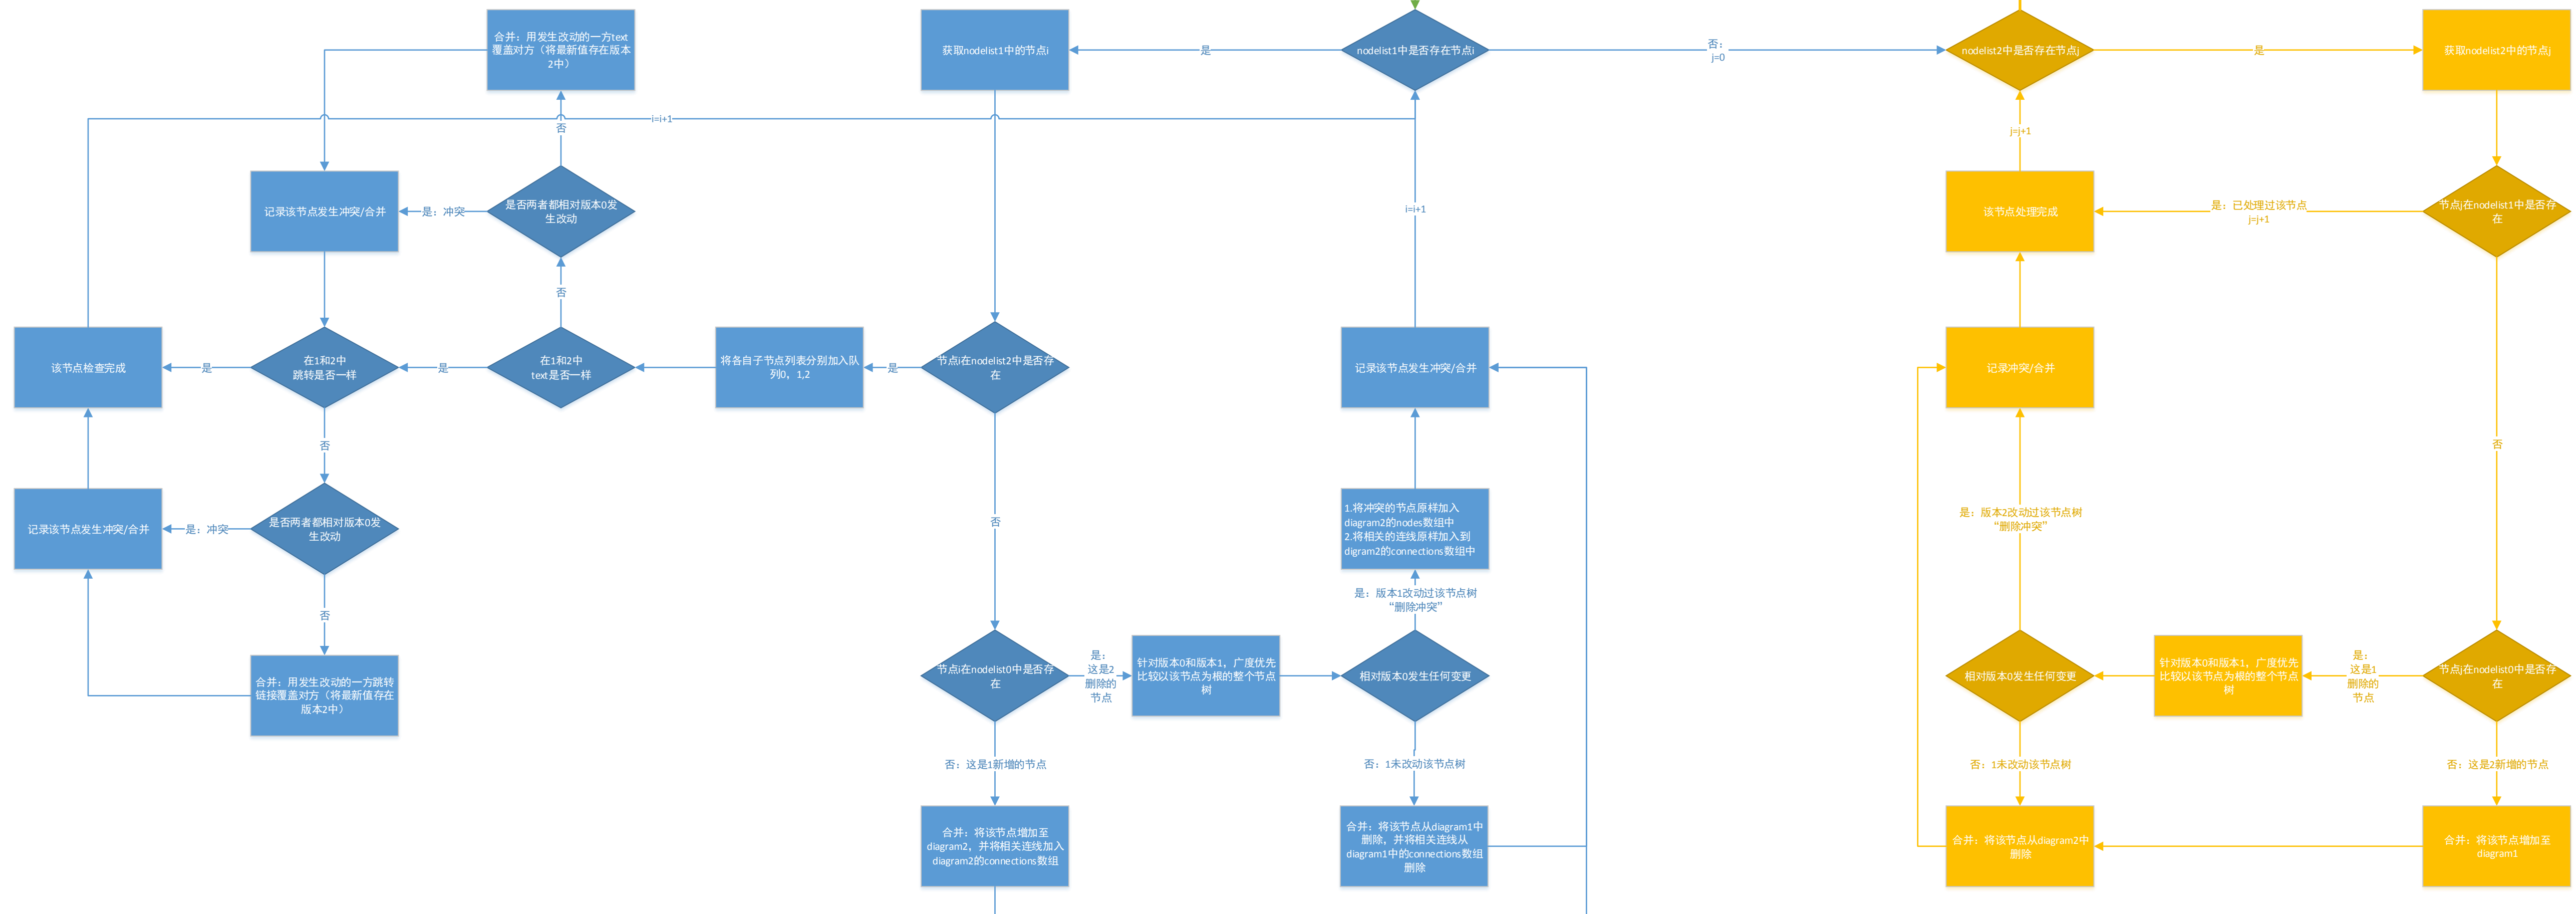 合并：用发生改动的一方text
覆盖对方（将最新值存在版本
2中）
获取nodelist1中的节点i
是
nodelist1中是否存在节点i
否：
j=0
nodelist2中是否存在节点j
是
获取nodelist2中的节点j
否
i=i+1
j=j+1
记录该节点发生冲突/合并
是：冲突
是否两者都相对版本0发
生改动
i=i+1
该节点处理完成
是：已处理过该节点
j=j+1
节点j在nodelist1中是否存
在
否
该节点检查完成
是
在1和2中
跳转是否一样
是
在1和2中
text是否一样
将各自子节点列表分别加入队
列0，1,2
是
节点i在nodelist2中是否存
在
记录该节点发生冲突/合并
记录冲突/合并
否
否
记录该节点发生冲突/合并
是：冲突
是否两者都相对版本0发
生改动
否
1.将冲突的节点原样加入
diagram2的nodes数组中
2.将相关的连线原样加入到
digram2的connections数组中
是：版本2改动过该节点树
“删除冲突”
否
是：版本1改动过该节点树
“删除冲突”
合并：用发生改动的一方跳转
链接覆盖对方（将最新值存在
版本2中）
节点i在nodelist0中是否存
在
是：
这是2
删除的
节点
针对版本0和版本1，广度优先
比较以该节点为根的整个节点
树
相对版本0发生任何变更
相对版本0发生任何变更
针对版本0和版本1，广度优先
比较以该节点为根的整个节点
树
是：
这是1
删除的
节点
节点j在nodelist0中是否存
在
否：这是1新增的节点
否：1未改动该节点树
否：1未改动该节点树
否：这是2新增的节点
合并：将该节点增加至
diagram2，并将相关连线加入
diagram2的connections数组
合并：将该节点从diagram1中
删除，并将相关连线从
diagram1中的connections数组
删除
合并：将该节点从diagram2中
删除
合并：将该节点增加至
diagram1